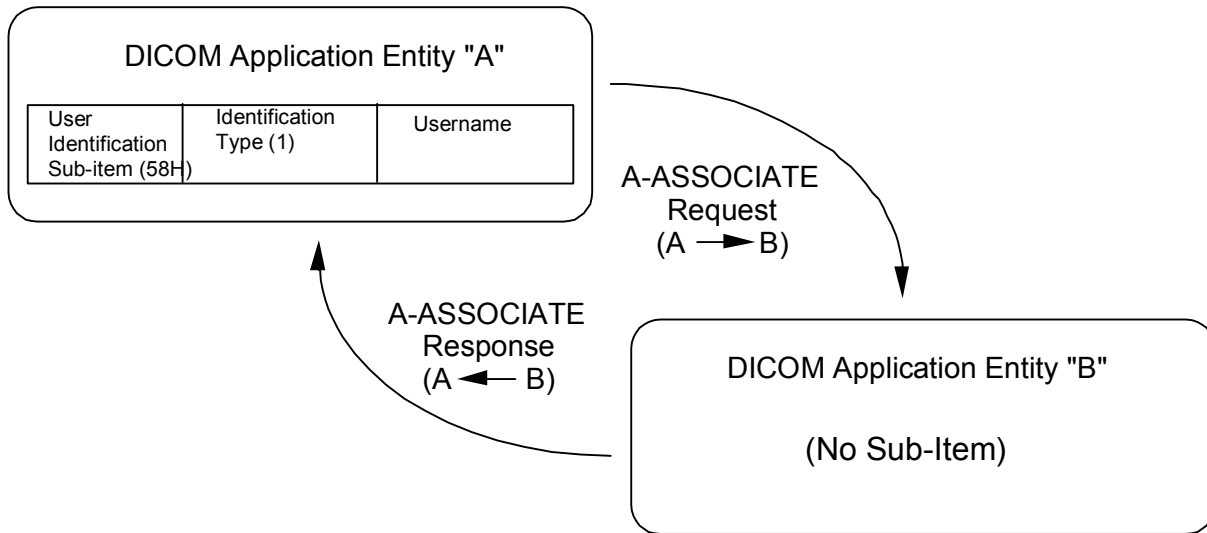 DICOM Application Entity "A"
User
Identification
Sub-item (58H)
Identification
Type (1)
Username
A-ASSOCIATE
Request
(A B)
A-ASSOCIATE
Response
(A B)
DICOM Application Entity "B"
(No Sub-Item)